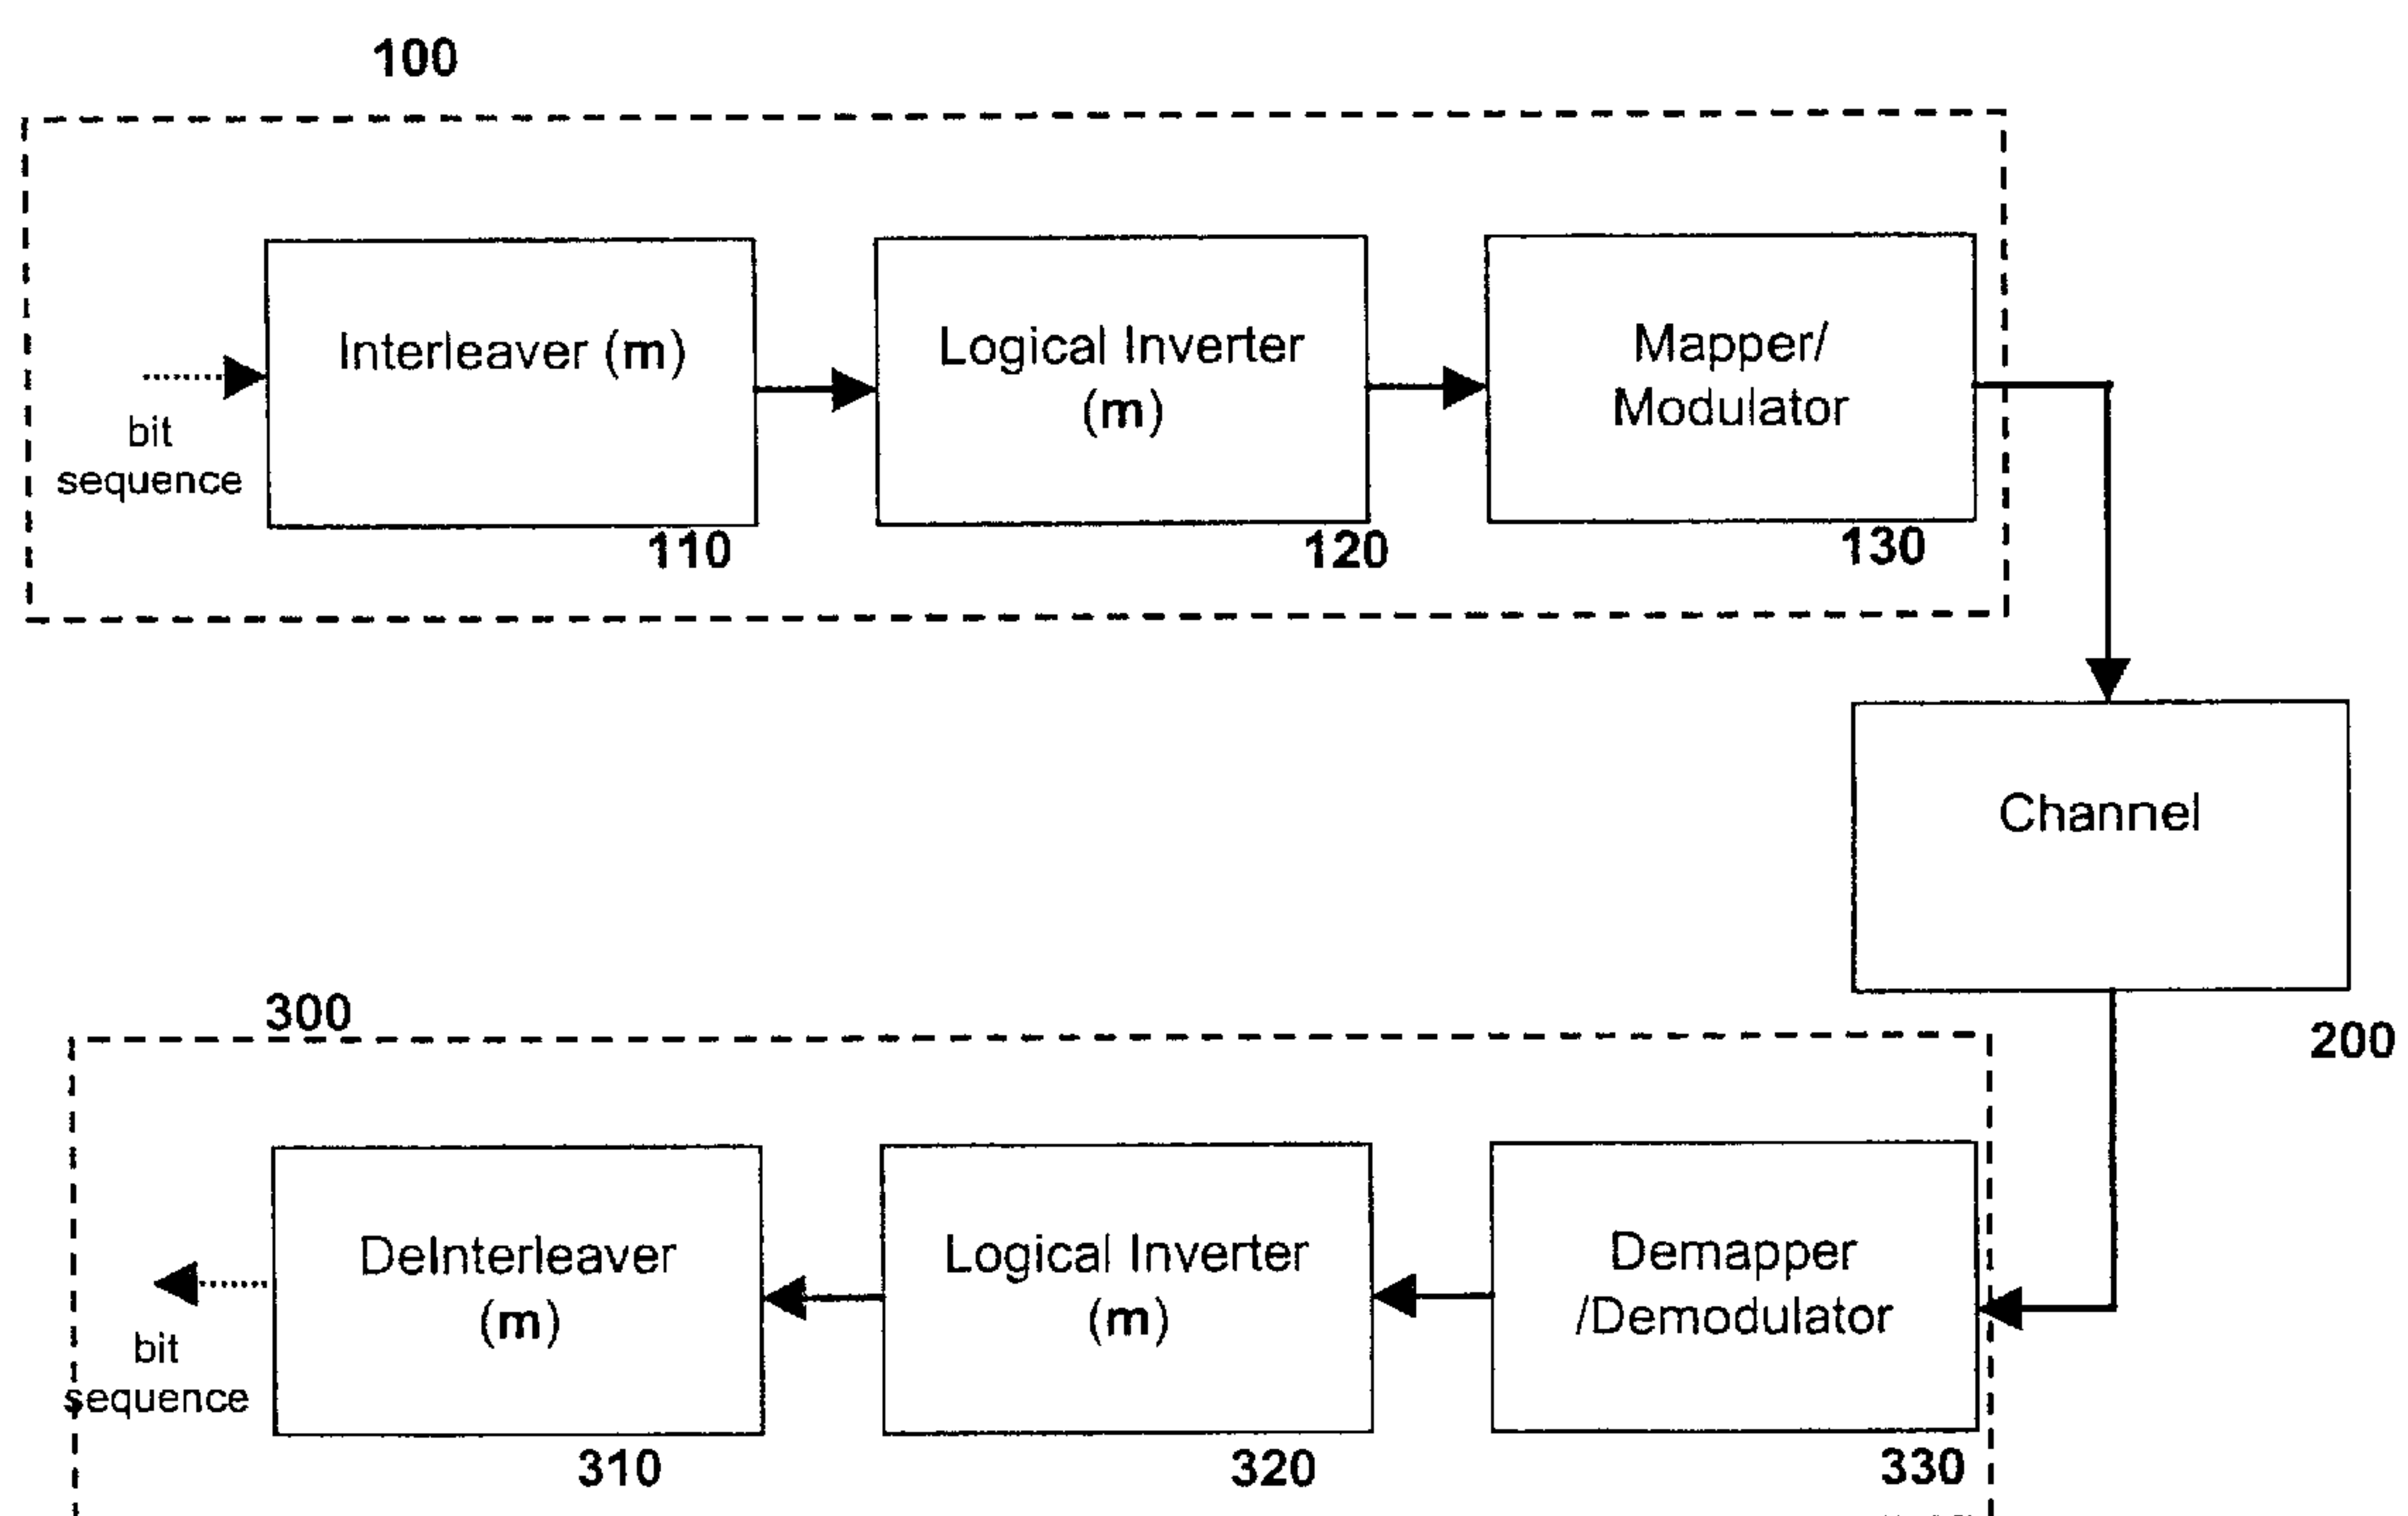 100
Interleaver (m)
Logical Inverter
(m)
Mapper/
Modulator
bit
sequence
110
120
130
Channel
200
300
DeInterleaver
(m)
Logical Inverter
(m)
Demapper
/Demodulator
bit
sequence
310
320
330